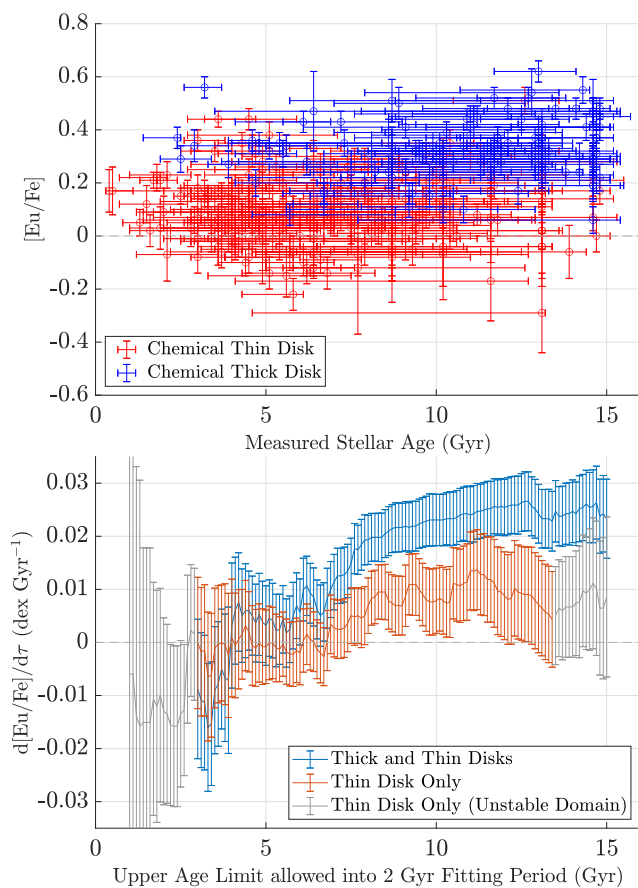 0.8
0.6
0.4
0.2
0
-0.2
-0.4
-0.6
[Eu/Fe]
Chemical Thin Disk
Chemical Thick Disk
0 5 10 15
Measured Stellar Age (Gyr)
0.03
0.02
0.01
0
-0.01
-0.02
-0.03
d[Eu/Fe]/dτ (dex Gyr⁻¹)
Thick and Thin Disks
Thin Disk Only
Thin Disk Only (Unstable Domain)
0 5 10 15
Upper Age Limit allowed into 2 Gyr Fitting Period (Gyr)